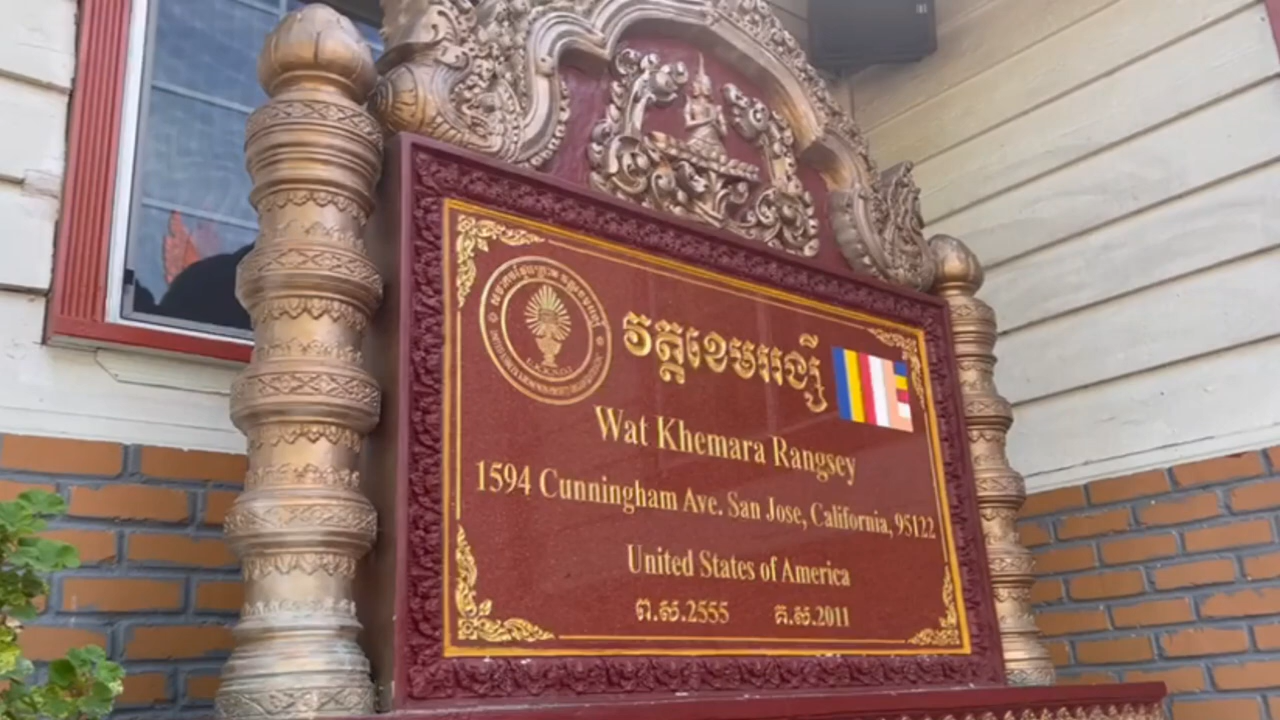 វត្តខេមររង្សី
Wat Khemara Rangsey
1594 Cunningham Ave. San Jose, California, 95122
United States of America
ព.ស.2555 គ.ស.2011